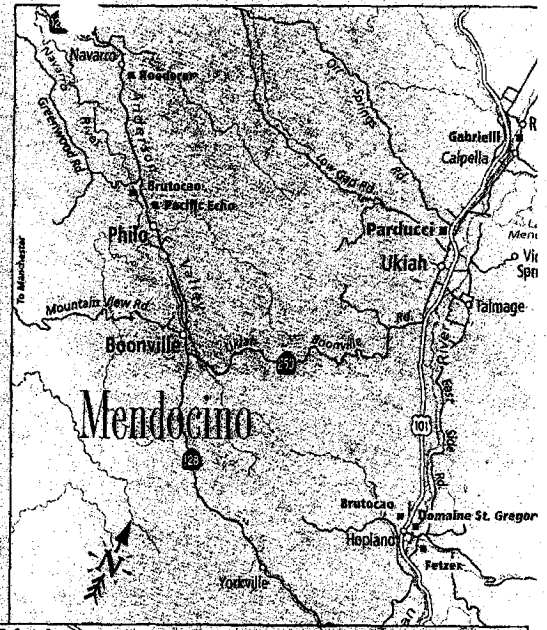 Navarro
Roederer
Navarro
River
Greenwood Rd
Anderson
Valley
Orr
Springs
Rd
Low Gap Rd.
Gabrielli
Calpella
R
Brutocao
Pacific Echo
Philo
Parducci
Ukiah
Talmage
To Manchester
Mountain View Rd
Boonville
Ukiah
Boonville
Rd.
253
River
East
Side
Rd.
101
Mendocino
128
Brutocao
Domaine St. Gregor
Hopland
Fetzer
Yorkville
N